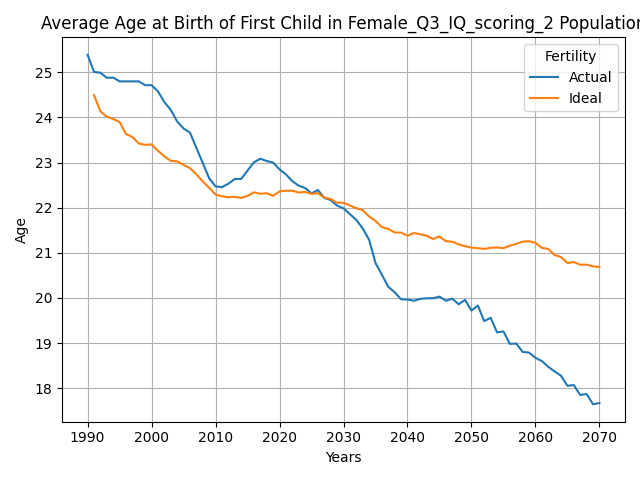 Average Age at Birth of First Child in Female_Q3_IQ_scoring_2 Population
Fertility
Actual
Ideal
25
24
23
22
21
20
19
18
Age
1990
2000
2010
2020
2030
2040
2050
2060
2070
Years